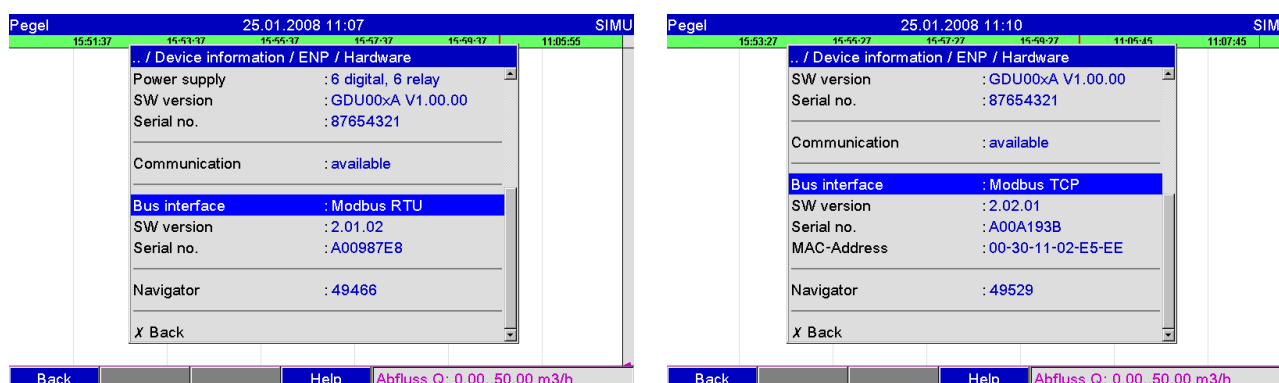 Pegel 25.01.2008 11:07 SIMU
15:51:37 15:53:37 15:55:37 15:57:37 15:59:37 11:05:55
.. / Device information / ENP / Hardware
Power supply : 6 digital, 6 relay
SW version : GDU00xA V1.00.00
Serial no. : 87654321
Communication : available
Bus interface : Modbus RTU
SW version : 2.01.02
Serial no. : A00987E8
Navigator : 49466
X Back
Back Help Abfluss Q: 0.00..50.00 m3/h
Pegel 25.01.2008 11:10 SIM
15:53:27 15:55:27 15:57:27 15:59:27 11:05:45 11:07:45
.. / Device information / ENP / Hardware
SW version : GDU00xA V1.00.00
Serial no. : 87654321
Communication : available
Bus interface : Modbus TCP
SW version : 2.02.01
Serial no. : A00A193B
MAC-Address : 00-30-11-02-E5-EE
Navigator : 49529
X Back
Back Help Abfluss Q: 0.00..50.00 m3/h